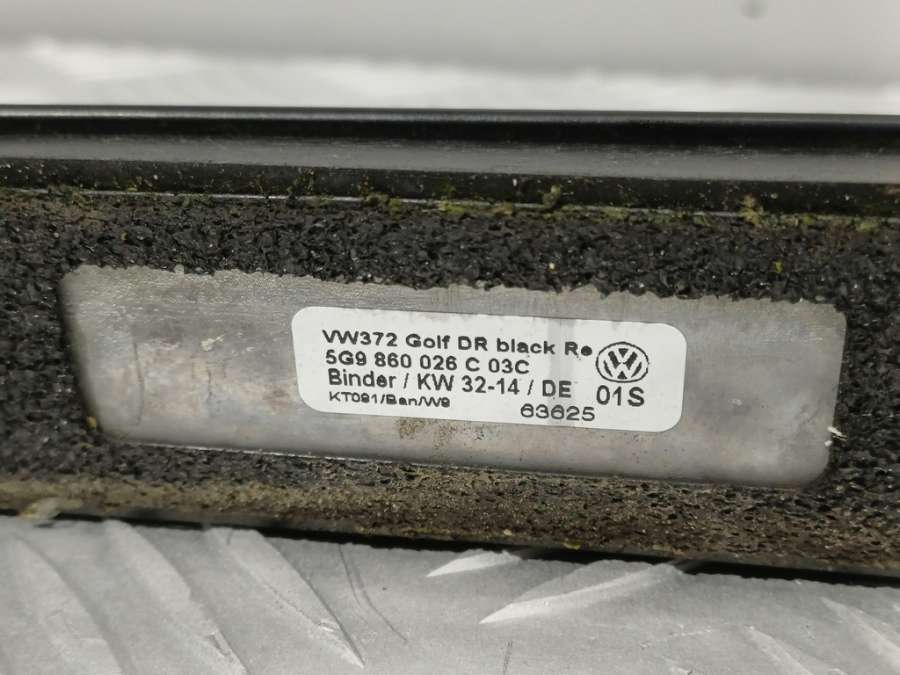 VW372 Golf DR black Re
5G9 860 026 C 03C
Binder / KW 32-14 / DE 01S
KT091/Ban/W9 63625